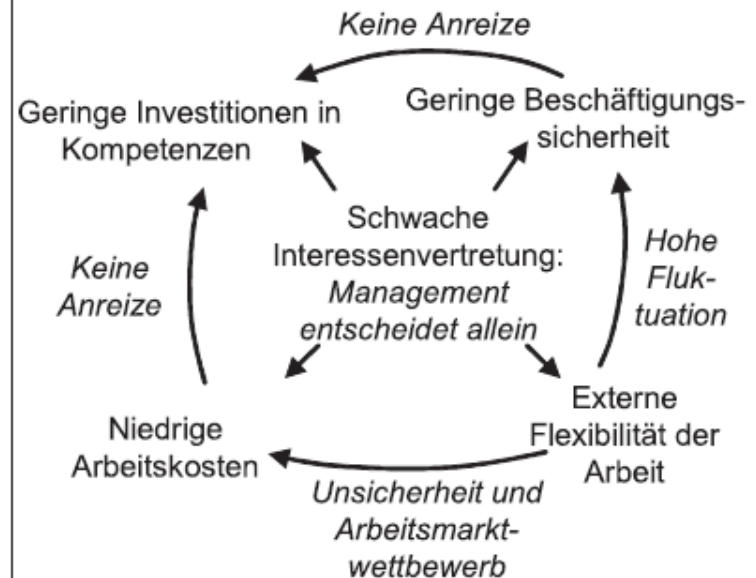 Keine Anreize
Geringe Investitionen in
Kompetenzen
Geringe Beschäftigungs-
sicherheit
Schwache
Interessenvertretung:
Management
entscheidet allein
Keine
Anreize
Hohe
Fluk-
tuation
Niedrige
Arbeitskosten
Externe
Flexibilität der
Arbeit
Unsicherheit und
Arbeitsmarkt-
wettbewerb